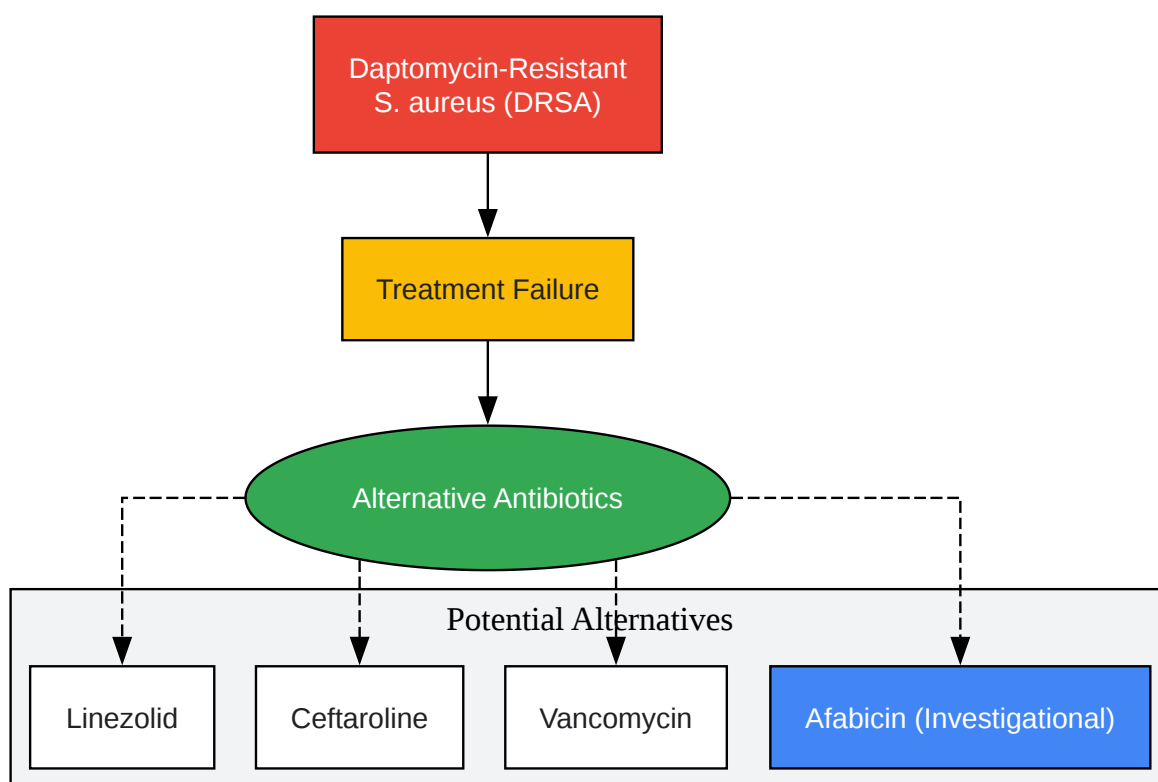 Daptomycin-Resistant
S. aureus (DRSA)
Treatment Failure
Alternative Antibiotics
Potential Alternatives
Linezolid
Ceftaroline
Vancomycin
Afabicin (Investigational)